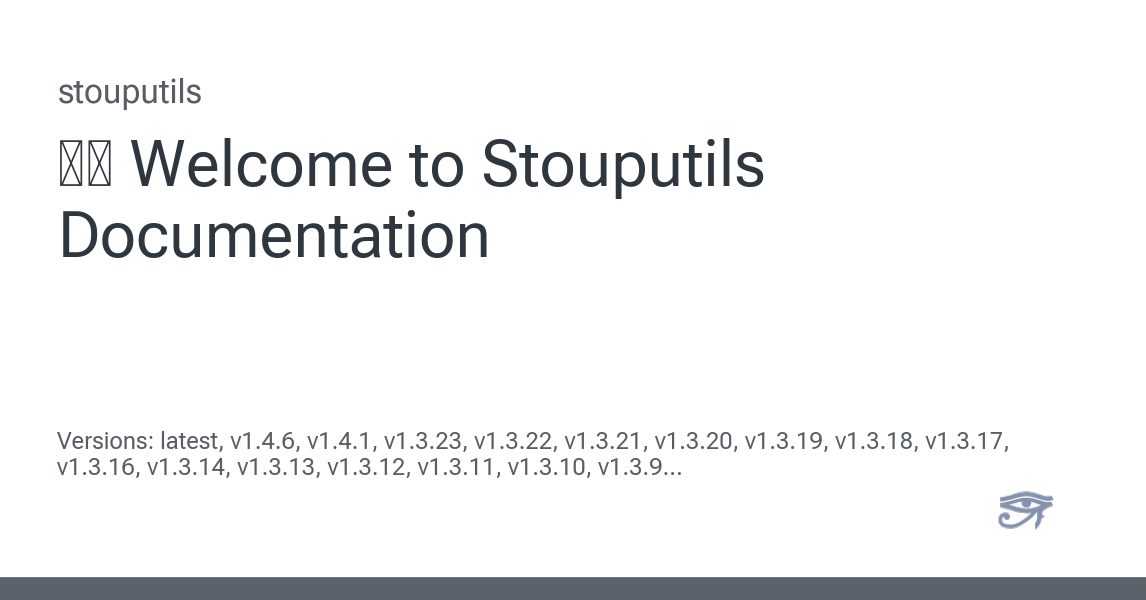 stouputils
Welcome to Stouputils
Documentation
Versions: latest, v1.4.6, v1.4.1, v1.3.23, v1.3.22, v1.3.21, v1.3.20, v1.3.19, v1.3.18, v1.3.17,
v1.3.16, v1.3.14, v1.3.13, v1.3.12, v1.3.11, v1.3.10, v1.3.9...